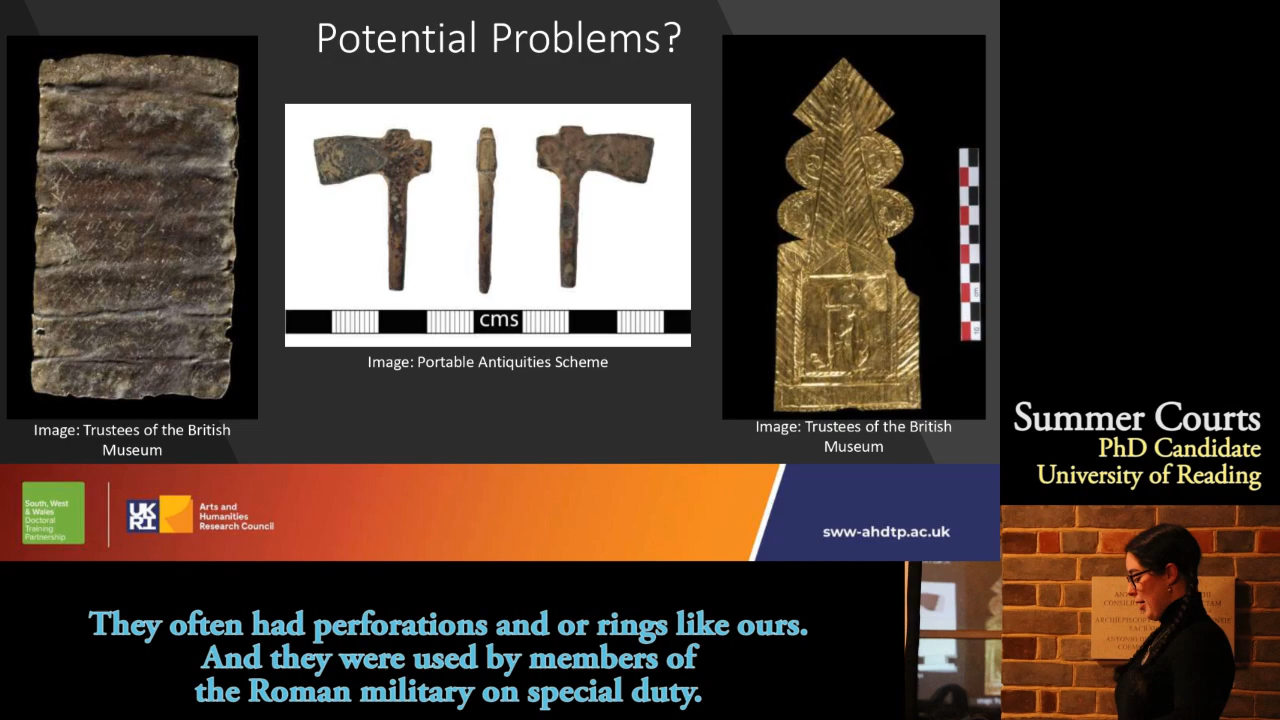 Potential Problems?
cms
Image: Portable Antiquities Scheme
Image: Trustees of the British
Museum
Image: Trustees of the British
Museum
South, West
& Wales
Doctoral
Training
Partnership
UK
RI
Arts and
Humanities
Research Council
sww-ahdtp.ac.uk
Summer Courts
PhD Candidate
University of Reading
They often had perforations and or rings like ours.
And they were used by members of
the Roman military on special duty.